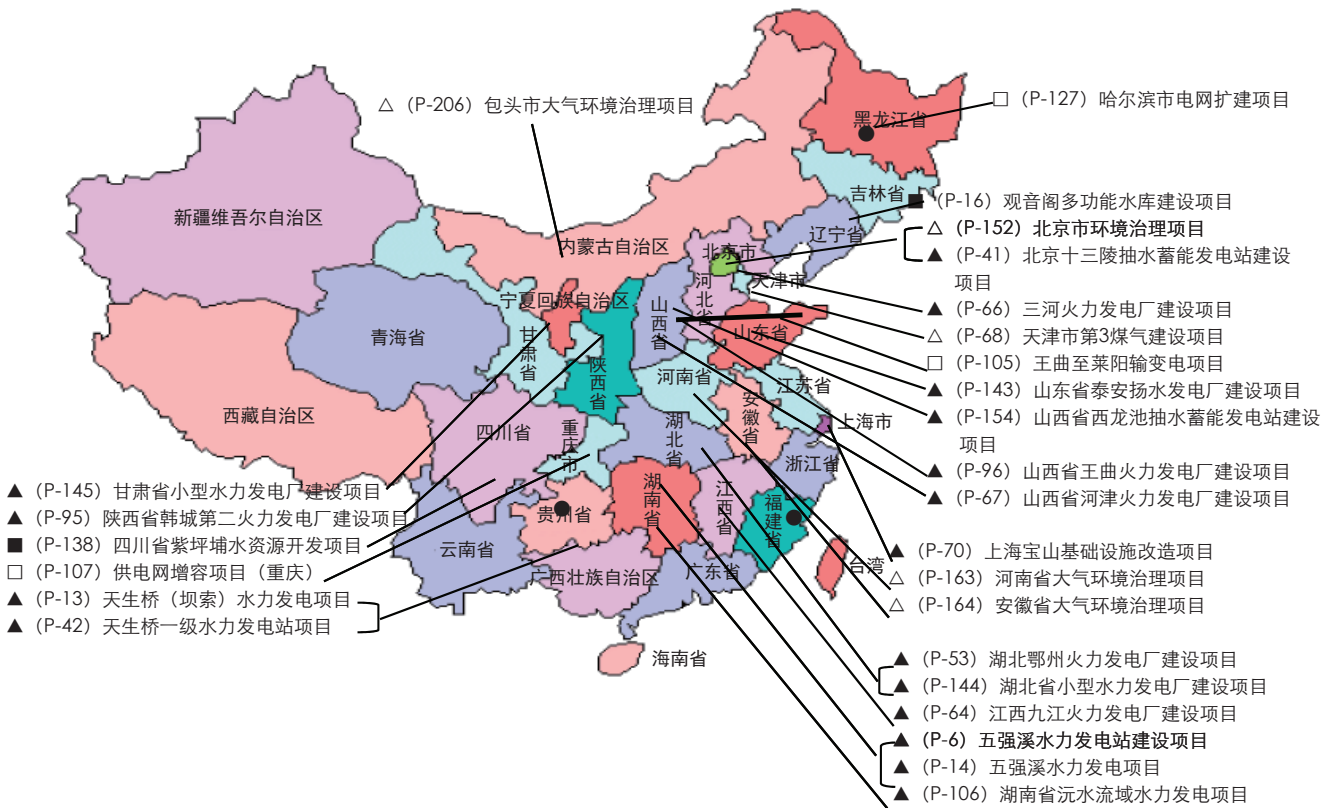 △ (P-206) 包头市大气环境治理项目
□ (P-127) 哈尔滨市电网扩建项目
黑龙江省
吉林省
■ (P-16) 观音阁多功能水库建设项目
辽宁省
△ (P-152) 北京市环境治理项目
▲ (P-41) 北京十三陵抽水蓄能发电站建设
项目
新疆维吾尔自治区
内蒙古自治区
北京市
天津市
河北省
宁夏回族自治区
山西省
▲ (P-66) 三河火力发电厂建设项目
△ (P-68) 天津市第3煤气建设项目
□ (P-105) 王曲至莱阳输变电项目
▲ (P-143) 山东省泰安扬水发电厂建设项目
▲ (P-154) 山西省西龙池抽水蓄能发电站建设
项目
▲ (P-96) 山西省王曲火力发电厂建设项目
▲ (P-67) 山西省河津火力发电厂建设项目
青海省
甘肃省
陕西省
山东省
河南省
江苏省
西藏自治区
四川省
重庆市
湖北省
安徽省
上海市
浙江省
▲ (P-145) 甘肃省小型水力发电厂建设项目
▲ (P-95) 陕西省韩城第二火力发电厂建设项目
■ (P-138) 四川省紫坪埔水资源开发项目
□ (P-107) 供电网增容项目（重庆）
▲ (P-13) 天生桥（坝索）水力发电项目
▲ (P-42) 天生桥一级水力发电站项目
贵州省
湖南省
江西省
福建省
云南省
广西壮族自治区
广东省
台湾
海南省
▲ (P-70) 上海宝山基础设施改造项目
△ (P-163) 河南省大气环境治理项目
△ (P-164) 安徽省大气环境治理项目
▲ (P-53) 湖北鄂州火力发电厂建设项目
▲ (P-144) 湖北省小型水力发电厂建设项目
▲ (P-64) 江西九江火力发电厂建设项目
▲ (P-6) 五强溪水力发电站建设项目
▲ (P-14) 五强溪水力发电项目
▲ (P-106) 湖南省沅水流域水力发电项目